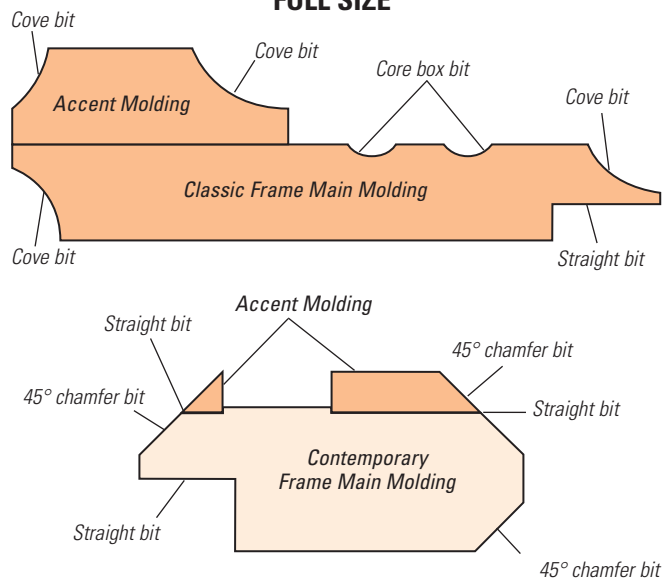 FULL SIZE
Cove bit
Cove bit
Core box bit
Cove bit
Accent Molding
Classic Frame Main Molding
Cove bit
Straight bit
Accent Molding
Straight bit
45° chamfer bit
45° chamfer bit
Straight bit
Contemporary
Frame Main Molding
Straight bit
45° chamfer bit